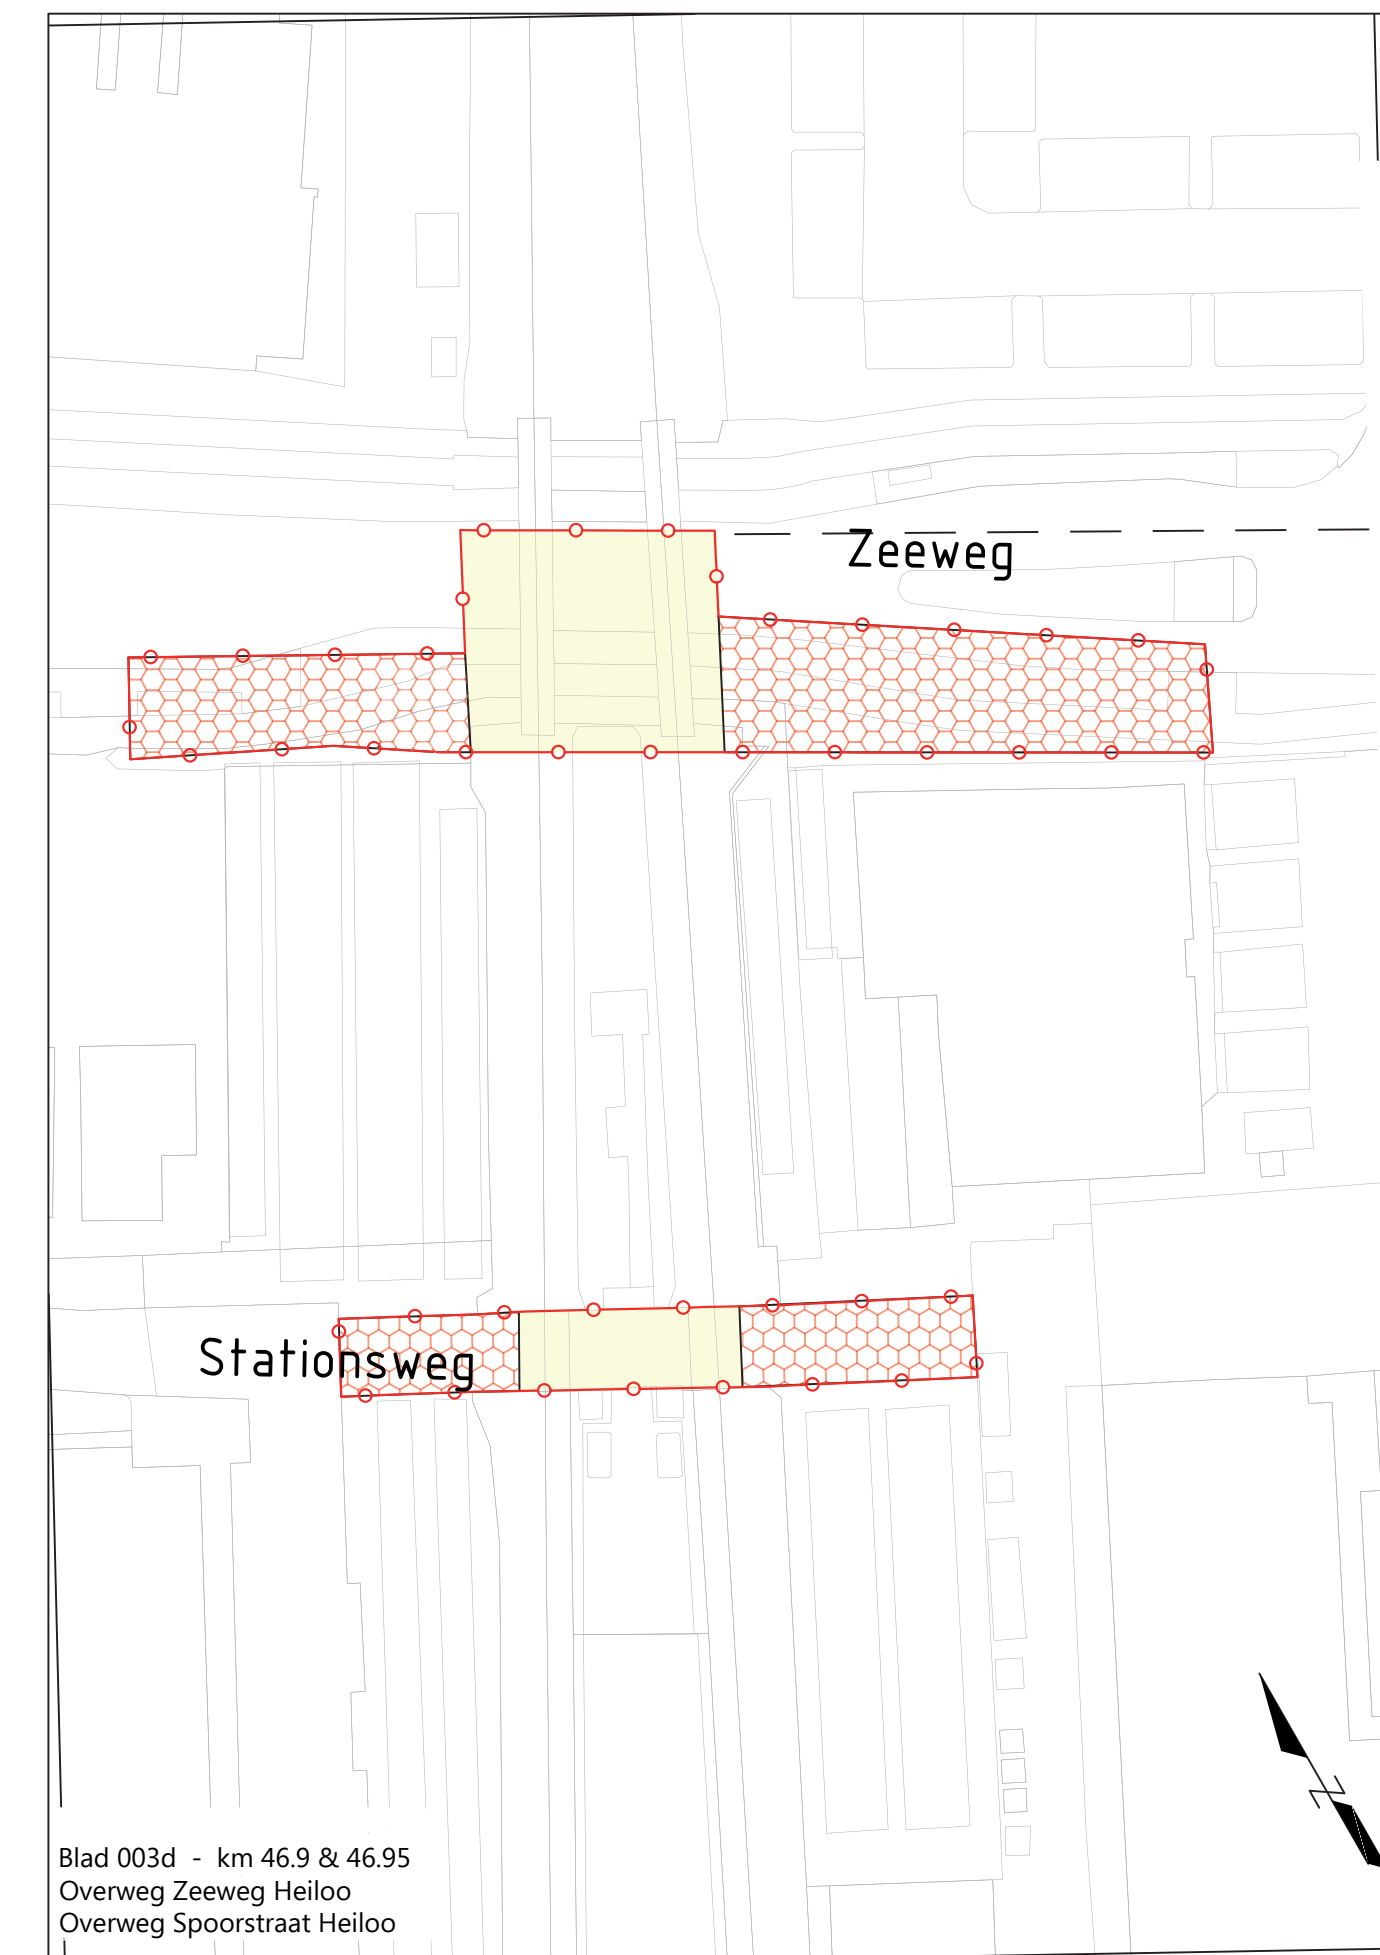 Zeeweg
Stationsweg
N
Blad 003d - km 46.9 & 46.95
Overweg Zeeweg Heiloo
Overweg Spoorstraat Heiloo